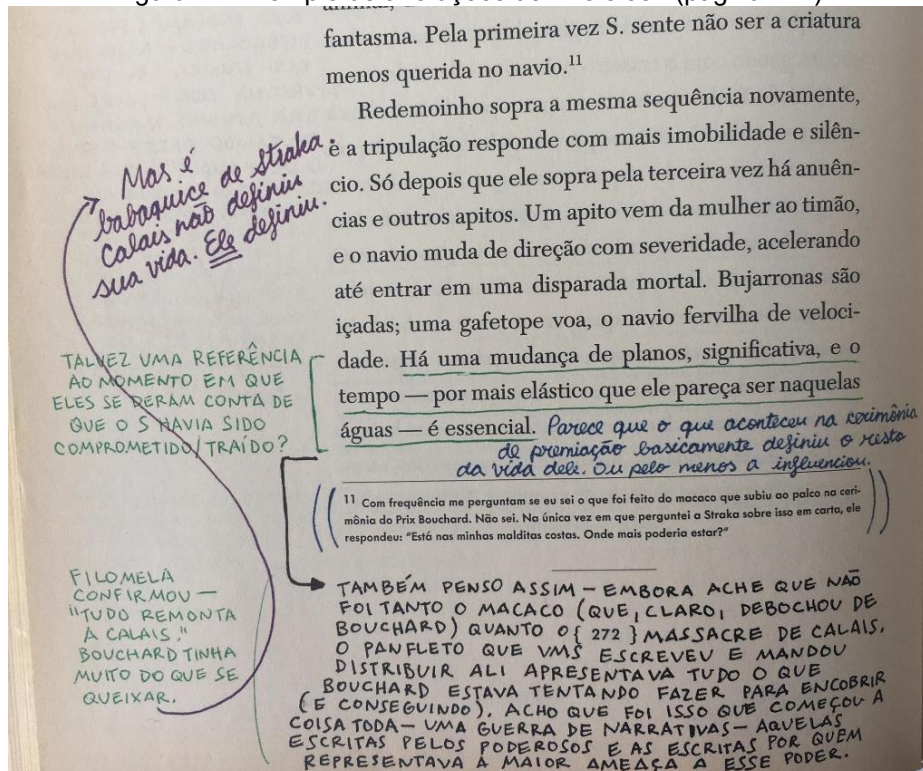 fantasma. Pela primeira vez S. sente não ser a criatura
menos querida no navio.¹¹
Redemoinho sopra a mesma sequência novamente,
e a tripulação responde com mais imobilidade e silên-
cio. Só depois que ele sopra pela terceira vez há anuên-
cias e outros apitos. Um apito vem da mulher ao timão,
e o navio muda de direção com severidade, acelerando
até entrar em uma disparada mortal. Bujarronas são
içadas; uma gafetope voa, o navio fervilha de veloci-
dade. Há uma mudança de planos, significativa, e o
tempo — por mais elástico que ele pareça ser naquelas
águas — é essencial.
Mas é
babaquice de Straka.
Calais não definiu
sua vida. Ele definiu.
TALVEZ UMA REFERÊNCIA
AO MOMENTO EM QUE
ELES SE DERAM CONTA DE
QUE O S HAVIA SIDO
COMPROMETIDO/TRAÍDO?
Parece que o que aconteceu na cerimônia
de premiação basicamente definiu o resto
da vida dele. Ou pelo menos a influenciou.
11 Com frequência me perguntam se eu sei o que foi feito do macaco que subiu ao palco na ceri-
mônia do Prix Bouchard. Não sei. Na única vez em que perguntei a Straka sobre isso em carta, ele
respondeu: "Está nas minhas malditas costas. Onde mais poderia estar?"
FILOMELA
CONFIRMOU —
"TUDO REMONTA
A CALAIS."
BOUCHARD TINHA
MUITO DO QUE SE
QUEIXAR.
TAMBÉM PENSO ASSIM — EMBORA ACHE QUE NÃO
FOI TANTO O MACACO (QUE, CLARO, DEBOCHOU DE
BOUCHARD) QUANTO O { 272 } MASSACRE DE CALAIS.
O PANFLETO QUE VMS ESCREVEU E MANDOU
DISTRIBUIR ALI APRESENTAVA TUDO O QUE
BOUCHARD ESTAVA TENTANDO FAZER PARA ENCOBRIR
(E CONSEGUINDO). ACHO QUE FOI ISSO QUE COMEÇOU A
COISA TODA — UMA GUERRA DE NARRATIVAS — AQUELAS
ESCRITAS PELOS PODEROSOS E AS ESCRITAS POR QUEM
REPRESENTAVA A MAIOR AMEAÇA A ESSE PODER.